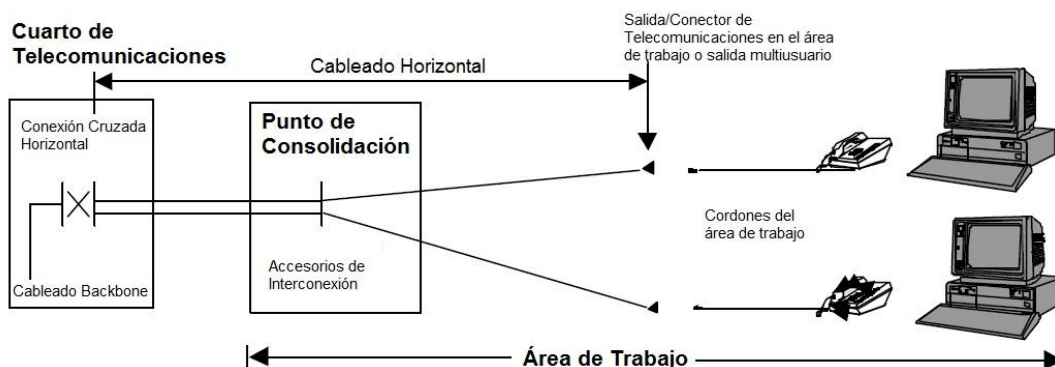 Cuarto de
Telecomunicaciones
Cableado Horizontal
Salida/Conector de
Telecomunicaciones en el área
de trabajo o salida multiusuario
Conexión Cruzada
Horizontal
Punto de
Consolidación
Cordones del
área de trabajo
Accesorios de
Interconexión
Cableado Backbone
Área de Trabajo